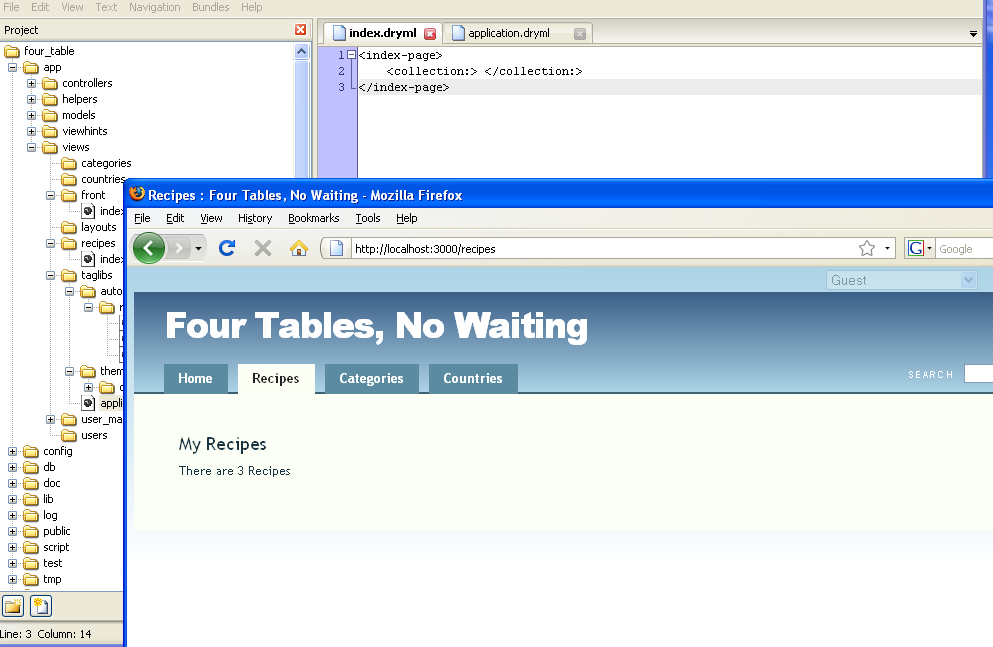 File Edit View Text Navigation Bundles Help
Project
four_table
app
controllers
helpers
models
viewhints
views
categories
countries
front
index
layouts
recipes
index
taglibs
auto
them
appli
user_ma
users
config
db
doc
lib
log
public
script
test
tmp
Line: 3 Column: 14
index.dryml application.dryml
1 <index-page>
2 <collection:> </collection:>
3 </index-page>
Recipes : Four Tables, No Waiting - Mozilla Firefox
File Edit View History Bookmarks Tools Help
http://localhost:3000/recipes G Google
Guest
Four Tables, No Waiting
Home Recipes Categories Countries SEARCH
My Recipes
There are 3 Recipes